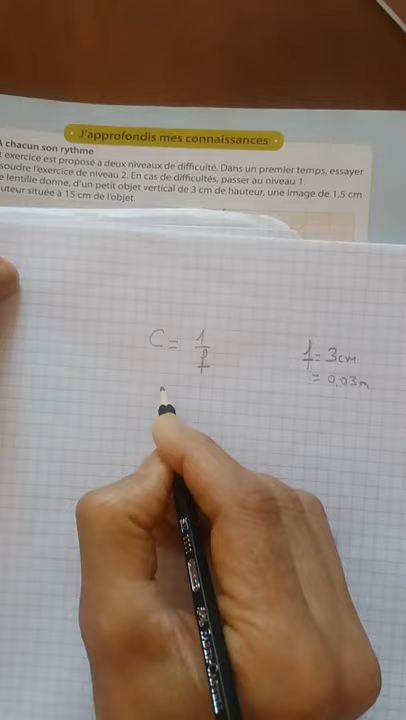 J'approfondis mes connaissances
A chacun son rythme
t exercice est proposé à deux niveaux de difficulté. Dans un premier temps, essayer
soudre l'exercice de niveau 2. En cas de difficultés, passer au niveau 1.
e lentille donne, d'un petit objet vertical de 3 cm de hauteur, une image de 1,5 cm
uteur située à 15 cm de l'objet.
C = 1/f
f = 3cm
= 0,03m